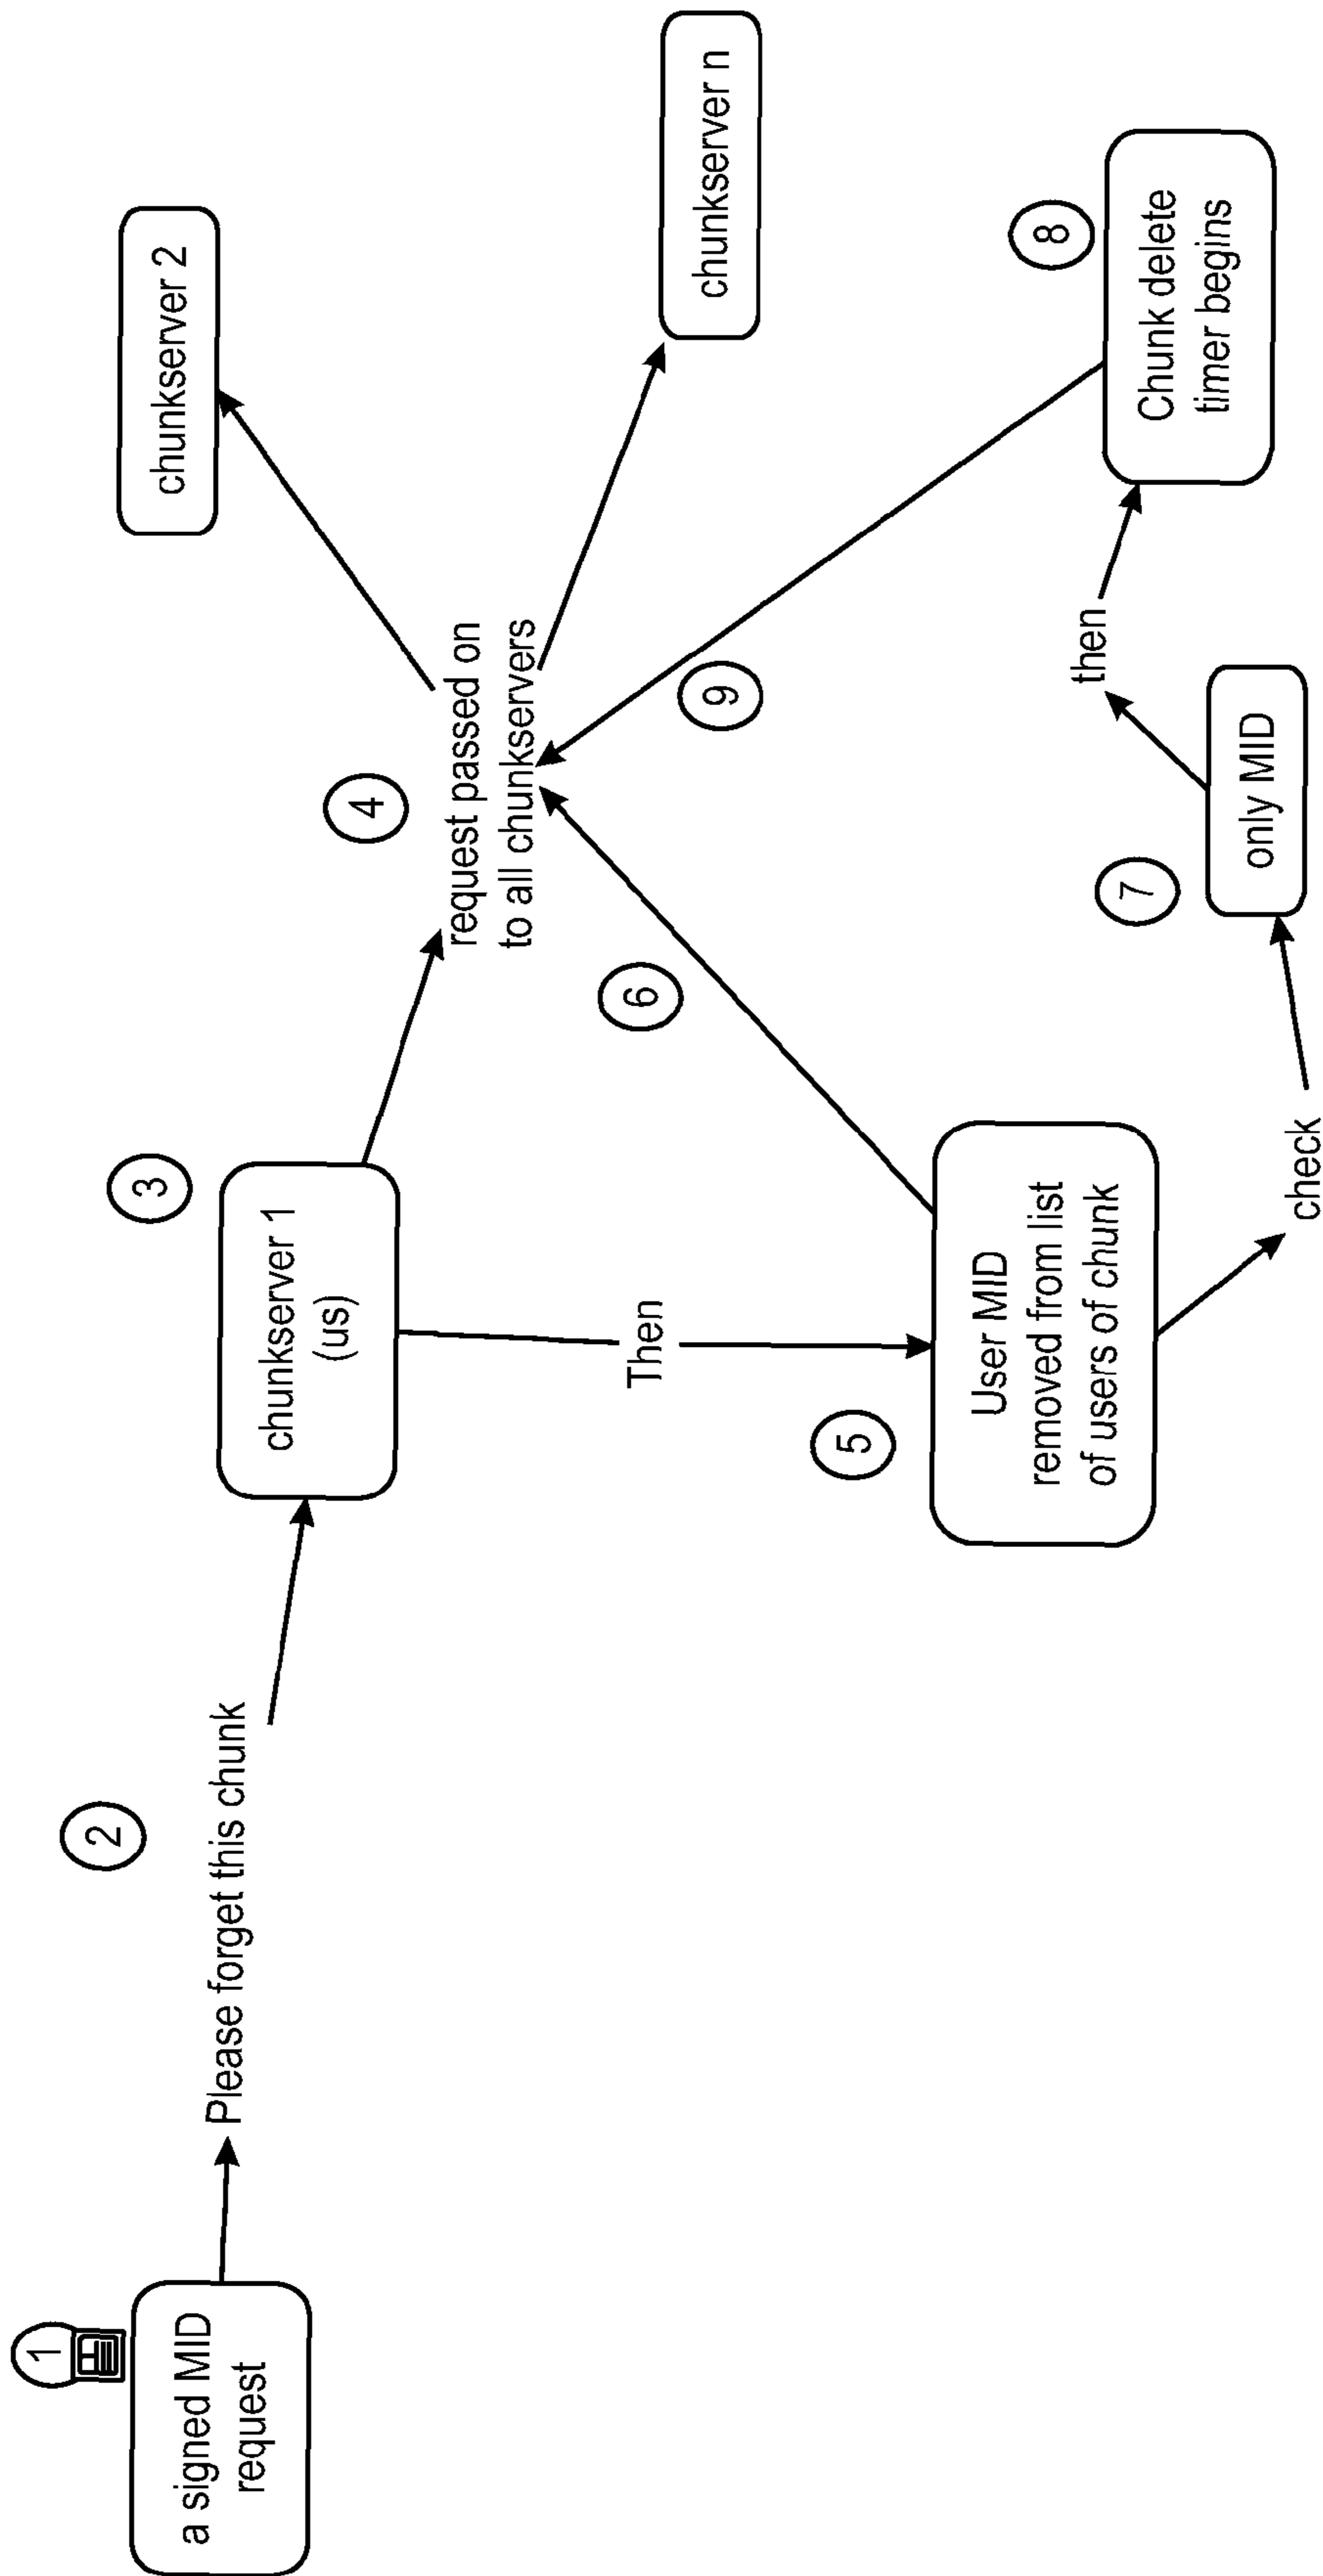 1
a signed MID
request
2
Please forget this chunk
3
chunkserver 1
(us)
4
request passed on
to all chunkservers
chunkserver 2
chunkserver n
Then
5
User MID
removed from list
of users of chunk
6
check
7
only MID
then
8
Chunk delete
timer begins
9